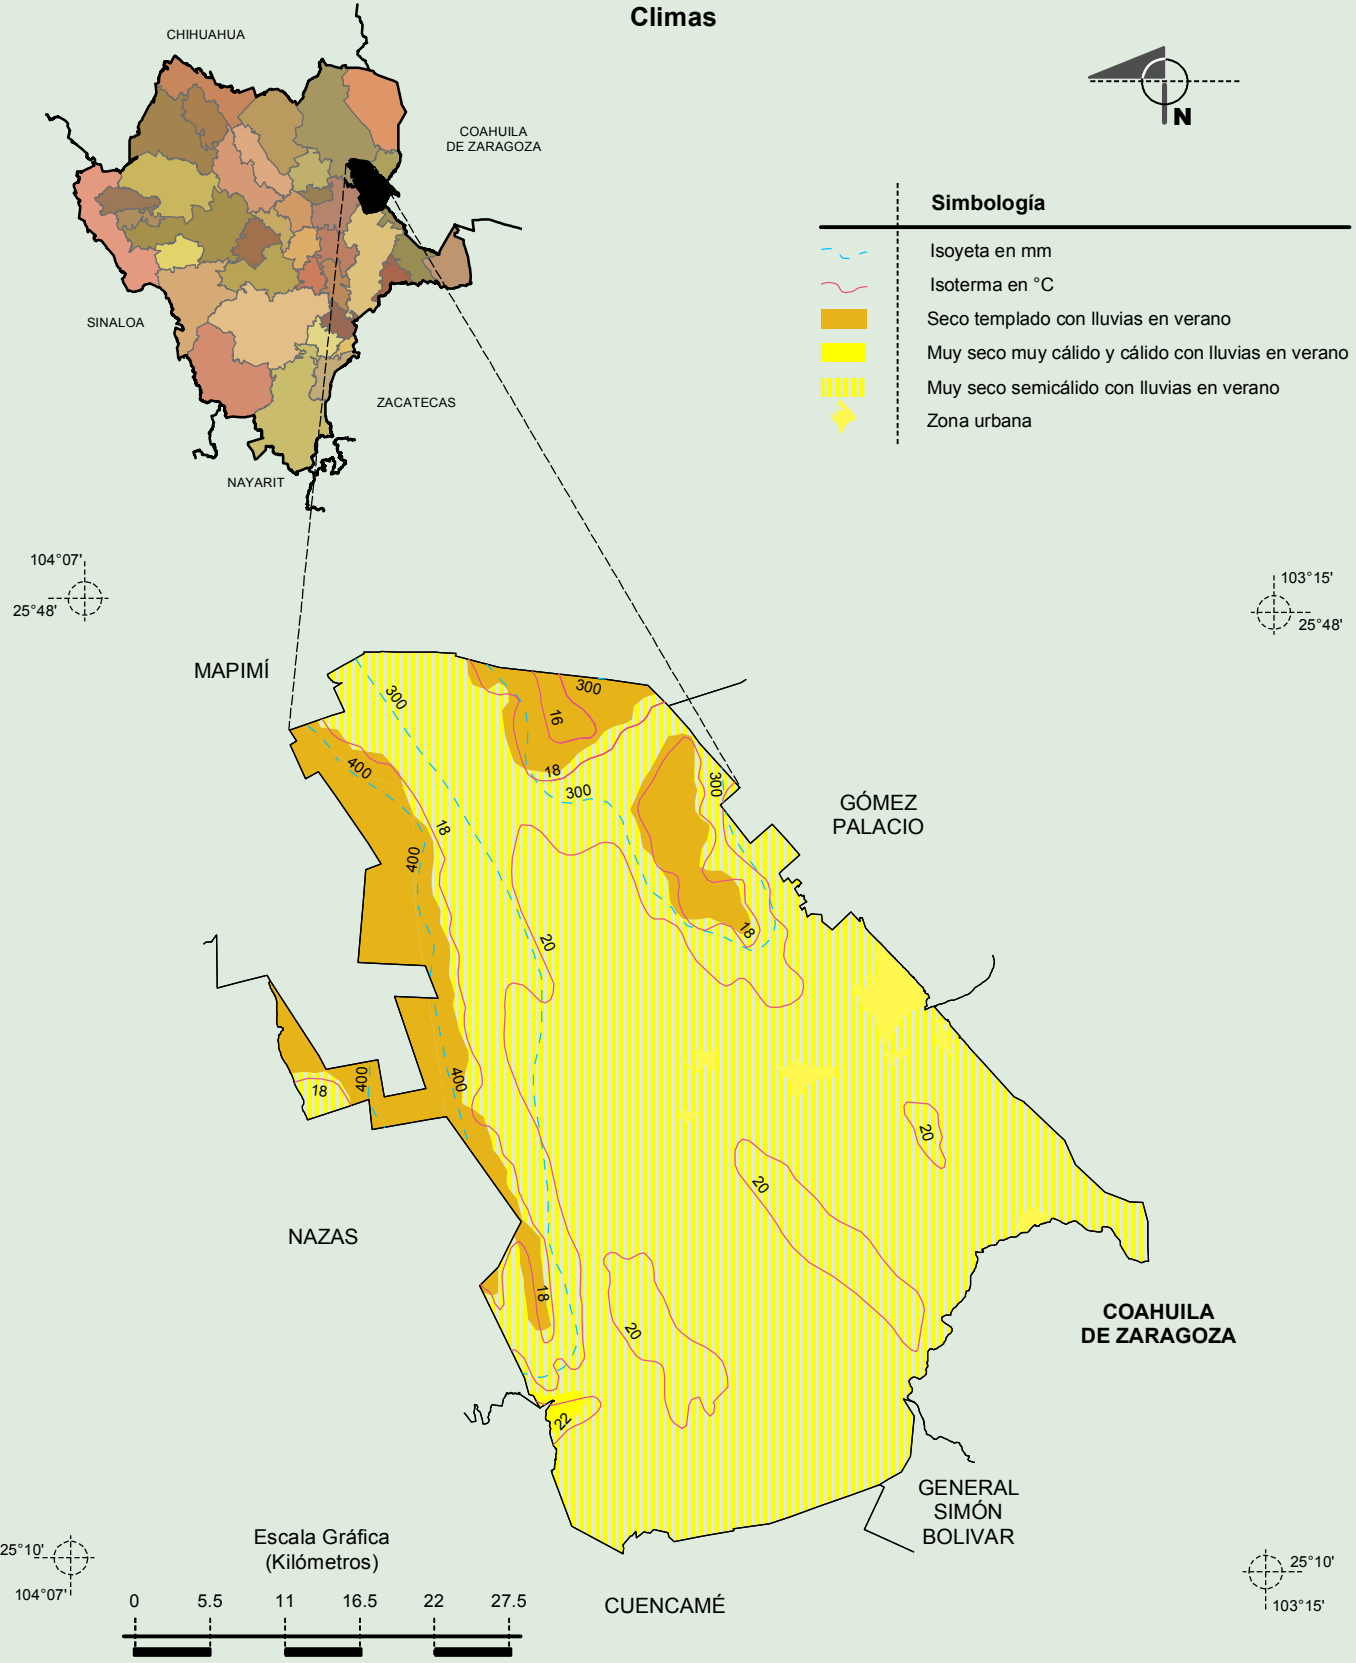 Climas
CHIHUAHUA
COAHUILA
DE ZARAGOZA
SINALOA
ZACATECAS
NAYARIT
N
Simbología
Isoyeta en mm
Isoterma en °C
Seco templado con lluvias en verano
Muy seco muy cálido y cálido con lluvias en verano
Muy seco semicálido con lluvias en verano
Zona urbana
104°07'
25°48'
103°15'
25°48'
MAPIMÍ
300
300
16
400
18
300
300
GÓMEZ
PALACIO
18
400
18
20
400
400
18
20
20
NAZAS
18
20
COAHUILA
DE ZARAGOZA
22
GENERAL
SIMÓN
BOLIVAR
25°10'
104°07'
Escala Gráfica
(Kilómetros)
0 5.5 11 16.5 22 27.5
CUENCAMÉ
25°10'
103°15'